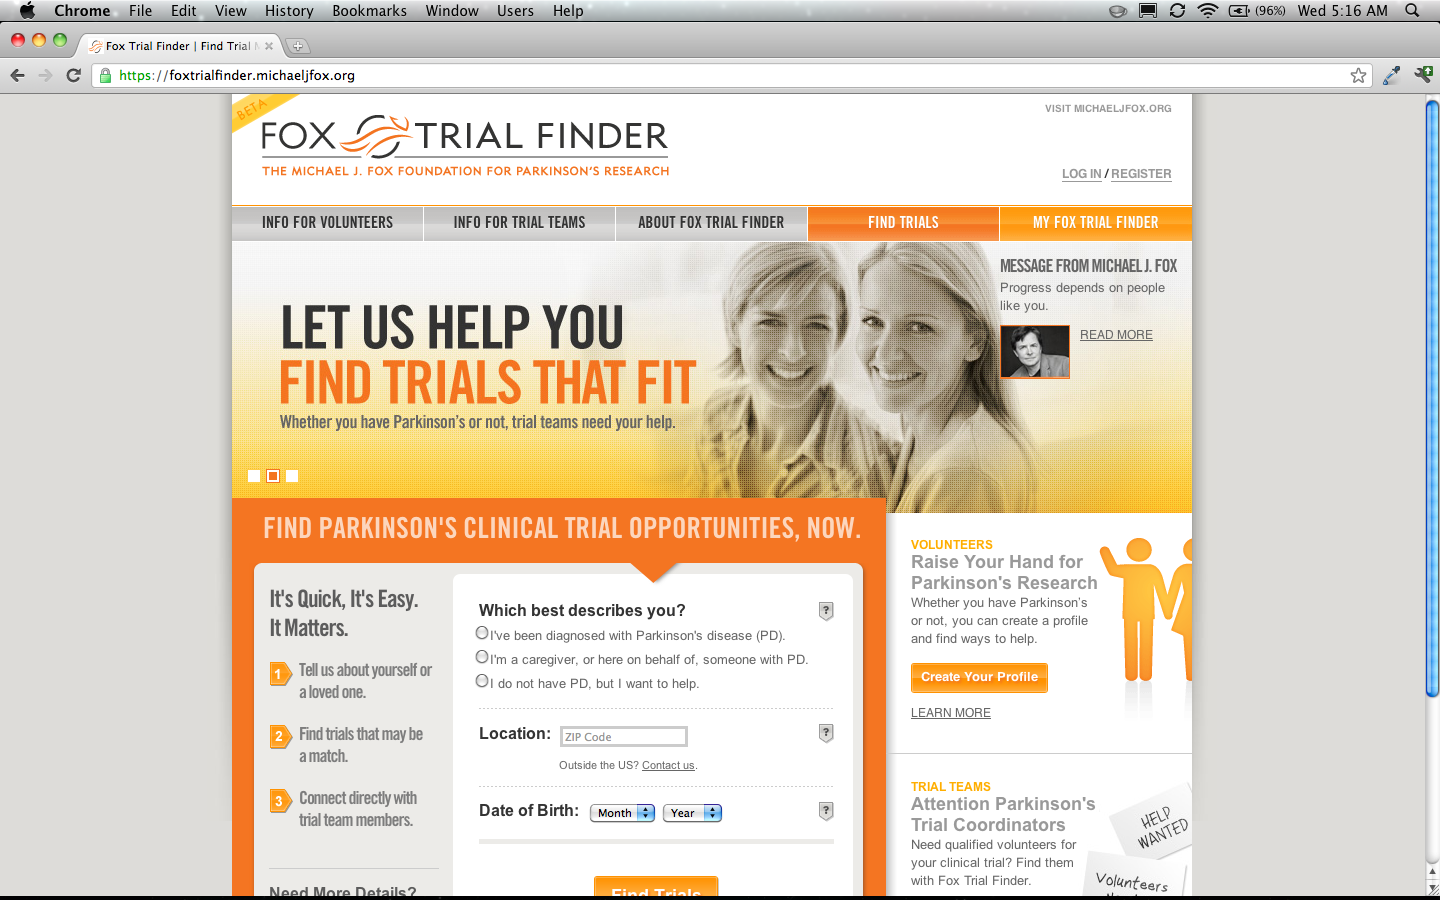 Chrome File Edit View History Bookmarks Window Users Help
(96%) Wed 5:16 AM
Fox Trial Finder | Find Trial
https://foxtrialfinder.michaeljfox.org
BETA
VISIT MICHAELJFOX.ORG
FOX TRIAL FINDER
THE MICHAEL J. FOX FOUNDATION FOR PARKINSON'S RESEARCH
LOG IN / REGISTER
INFO FOR VOLUNTEERS
INFO FOR TRIAL TEAMS
ABOUT FOX TRIAL FINDER
FIND TRIALS
MY FOX TRIAL FINDER
LET US HELP YOU
FIND TRIALS THAT FIT
Whether you have Parkinson's or not, trial teams need your help.
MESSAGE FROM MICHAEL J. FOX
Progress depends on people
like you.
READ MORE
FIND PARKINSON'S CLINICAL TRIAL OPPORTUNITIES, NOW.
It's Quick, It's Easy.
It Matters.
1 Tell us about yourself or
a loved one.
2 Find trials that may be
a match.
3 Connect directly with
trial team members.
Need More Details?
Which best describes you? ?
I've been diagnosed with Parkinson's disease (PD).
I'm a caregiver, or here on behalf of, someone with PD.
I do not have PD, but I want to help.
Location: ZIP Code ?
Outside the US? Contact us.
Date of Birth: Month Year ?
Find Trials
VOLUNTEERS
Raise Your Hand for
Parkinson's Research
Whether you have Parkinson's
or not, you can create a profile
and find ways to help.
Create Your Profile
LEARN MORE
TRIAL TEAMS
Attention Parkinson's
Trial Coordinators
Need qualified volunteers for
your clinical trial? Find them
with Fox Trial Finder.
HELP
WANTED
Volunteers